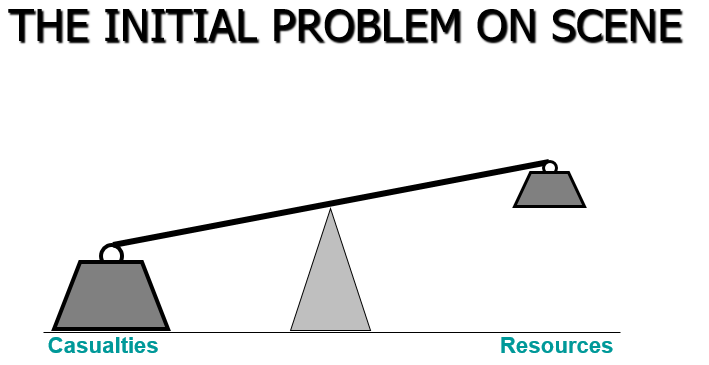 THE INITIAL PROBLEM ON SCENE
Casualties
Resources